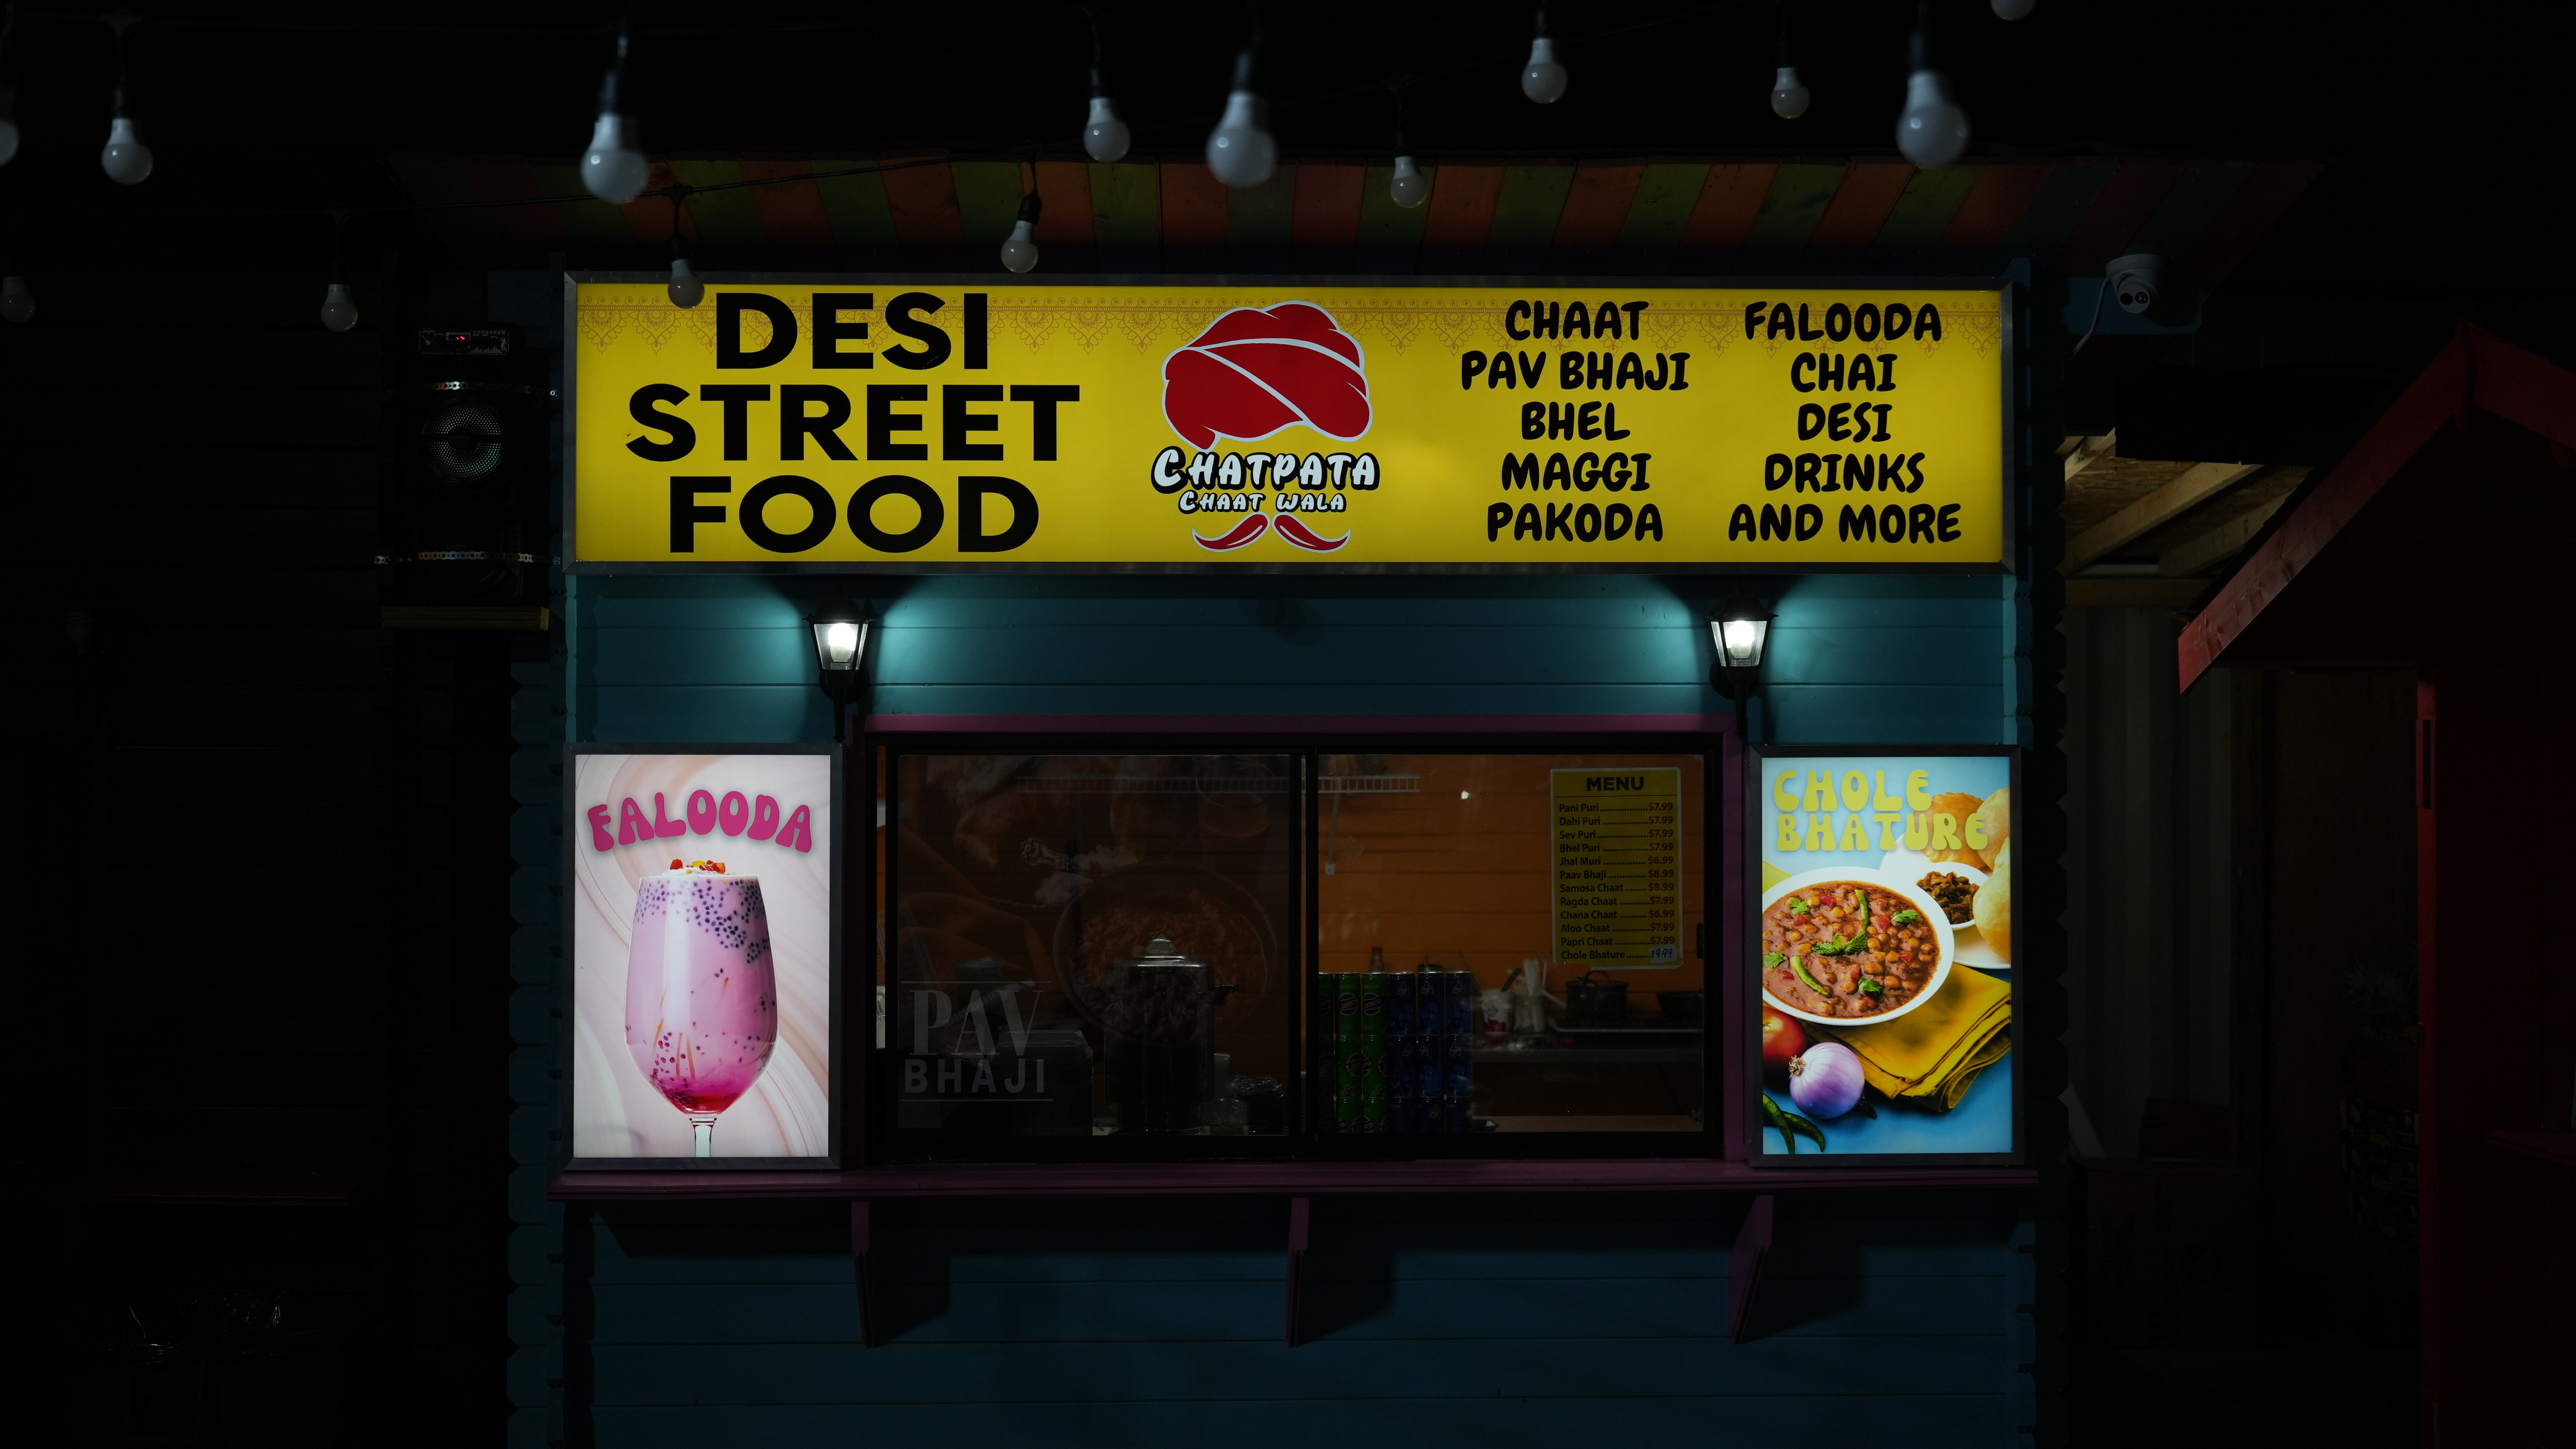 DESI
STREET
FOOD
CHATPATA
CHAAT WALA
CHAAT
PAV BHAJI
BHEL
MAGGI
PAKODA
FALOODA
CHAI
DESI
DRINKS
AND MORE
FALOODA
PAV
BHAJI
MENU
Pani Puri..................$7.99
Dahi Puri..................$7.99
Sev Puri..................$7.99
Bhel Puri..................$7.99
Jhal Muri ................$6.99
Paav Bhaji...............$8.99
Samosa Chaat .......$8.99
Ragda Chaat ..........$7.99
Chana Chaat ..........$6.99
Aloo Chaat .............$7.99
Papri Chaat ............$7.99
Chole Bhature........$9.99
CHOLE
BHATURE